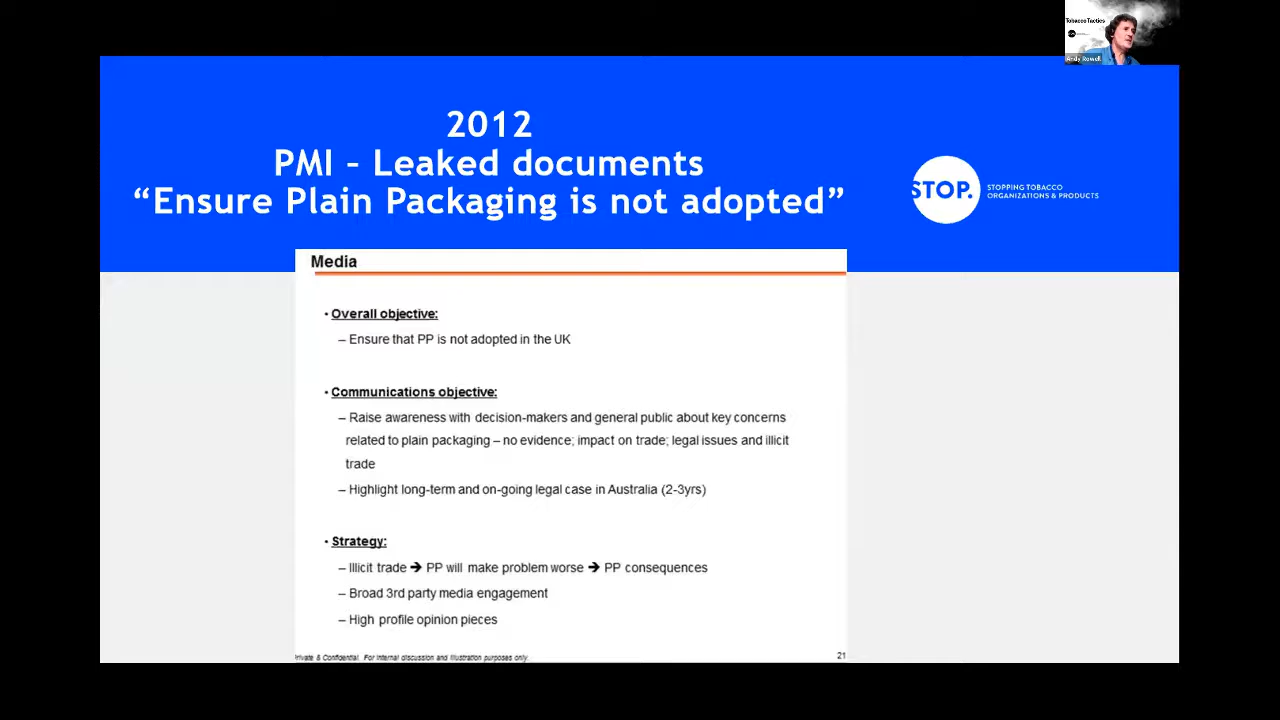 Tobacco Tactics
Andy Rowell
2012
PMI – Leaked documents
“Ensure Plain Packaging is not adopted”
STOP.
STOPPING TOBACCO
ORGANIZATIONS & PRODUCTS
Media
• Overall objective:
– Ensure that PP is not adopted in the UK
• Communications objective:
– Raise awareness with decision-makers and general public about key concerns
related to plain packaging – no evidence; impact on trade; legal issues and illicit
trade
– Highlight long-term and on-going legal case in Australia (2-3yrs)
• Strategy:
– Illicit trade ➔ PP will make problem worse ➔ PP consequences
– Broad 3rd party media engagement
– High profile opinion pieces
Private & Confidential. For internal discussion and illustration purposes only.
21